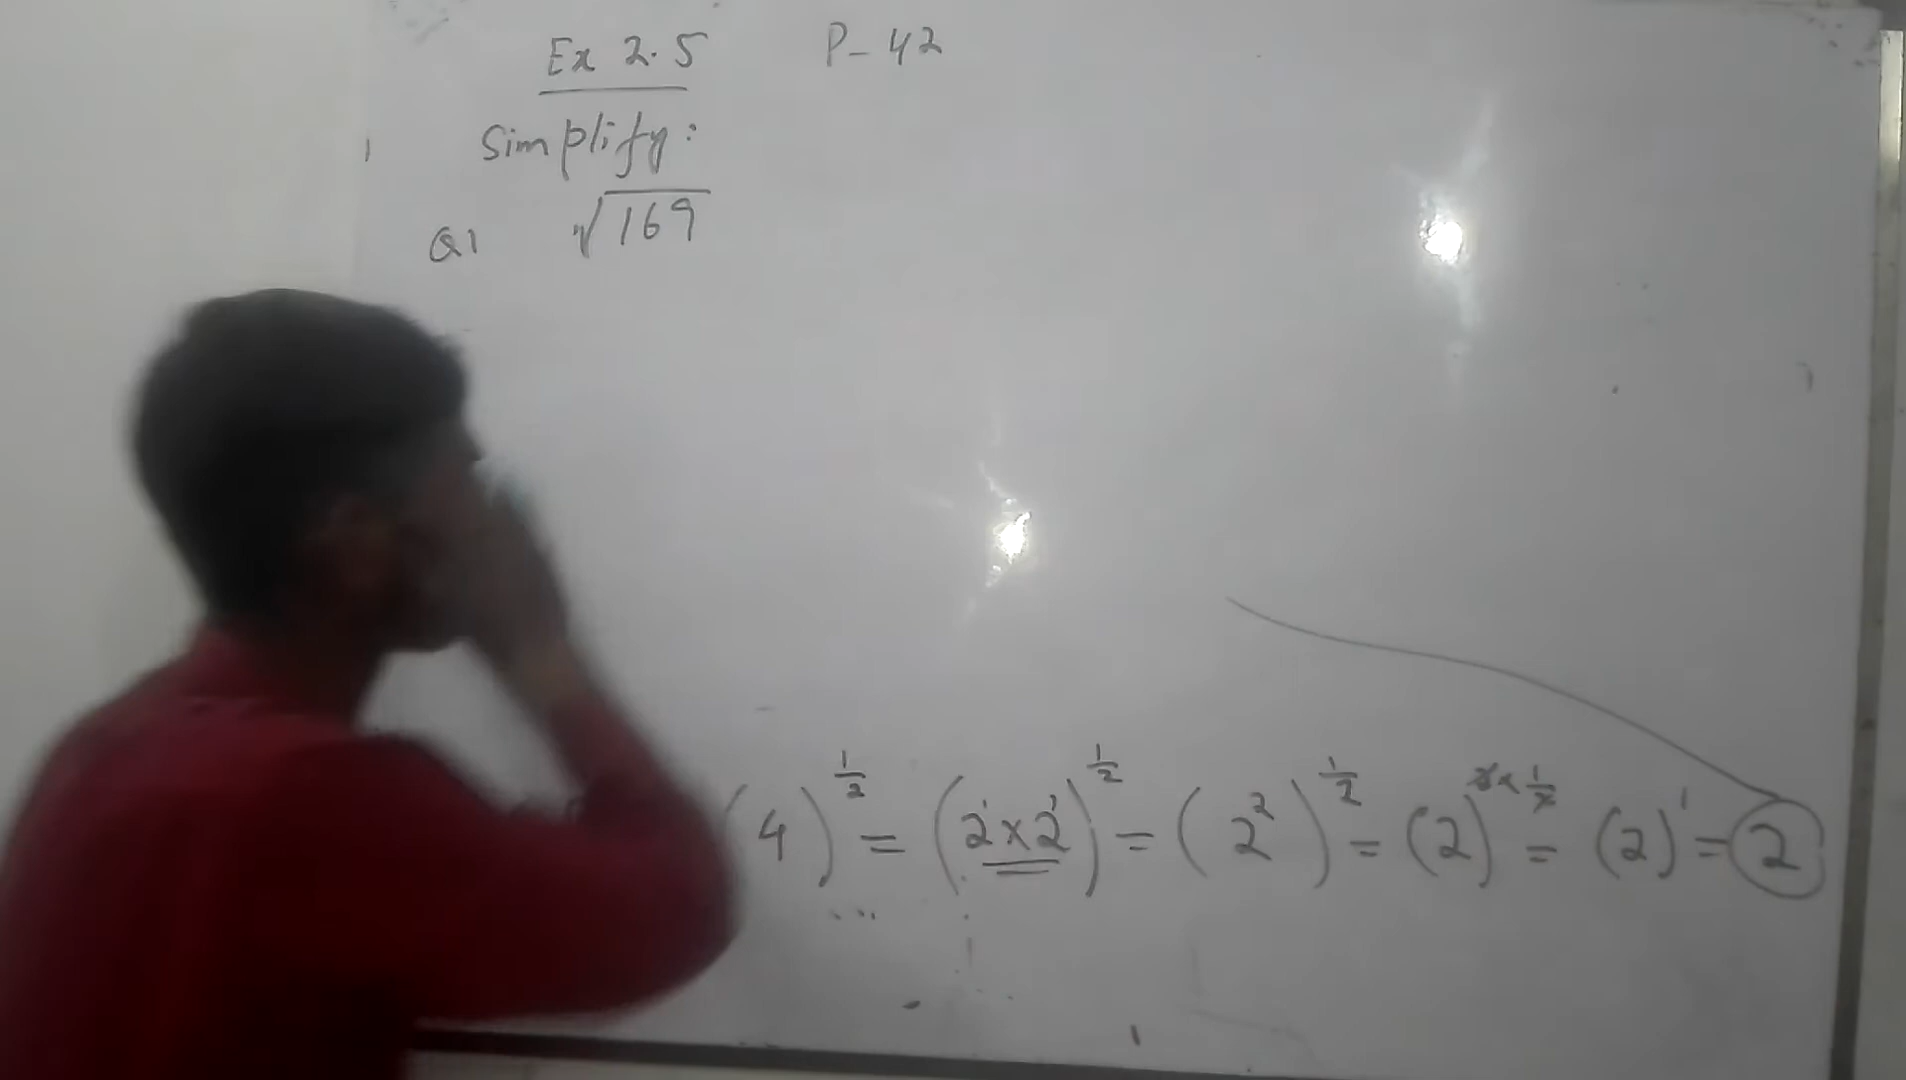 Ex 2.5 P-42
Simplify:
Q1 √169
(4)^1/2 = (2×2)^1/2 = (2²)^1/2 = (2)^2×1/2 = (2)^1 = 2